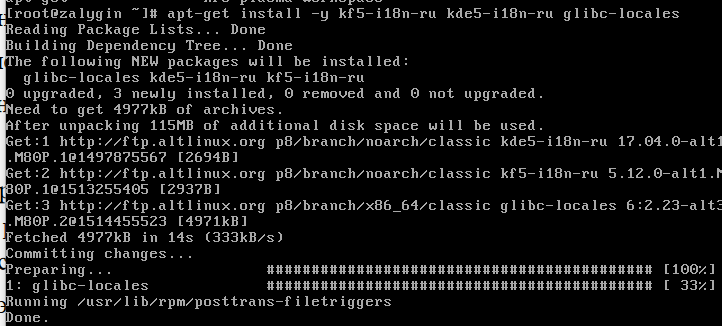 [root@zalygin ~]# apt-get install -y kf5-i18n-ru kde5-i18n-ru glibc-locales
Reading Package Lists... Done
Building Dependency Tree... Done
The following NEW packages will be installed:
  glibc-locales kde5-i18n-ru kf5-i18n-ru
0 upgraded, 3 newly installed, 0 removed and 0 not upgraded.
Need to get 4977kB of archives.
After unpacking 115MB of additional disk space will be used.
Get:1 http://ftp.altlinux.org p8/branch/noarch/classic kde5-i18n-ru 17.04.0-alt1
.M80P.1@1497875567 [2694B]
Get:2 http://ftp.altlinux.org p8/branch/noarch/classic kf5-i18n-ru 5.12.0-alt1.M
80P.1@1513255405 [2937B]
Get:3 http://ftp.altlinux.org p8/branch/x86_64/classic glibc-locales 6:2.23-alt3
.M80P.2@1514455523 [4971kB]
Fetched 4977kB in 14s (333kB/s)
Committing changes...
Preparing...                ########################################### [100%]
1: glibc-locales            ########################################### [ 33%]
Running /usr/lib/rpm/posttrans-filetriggers
Done.